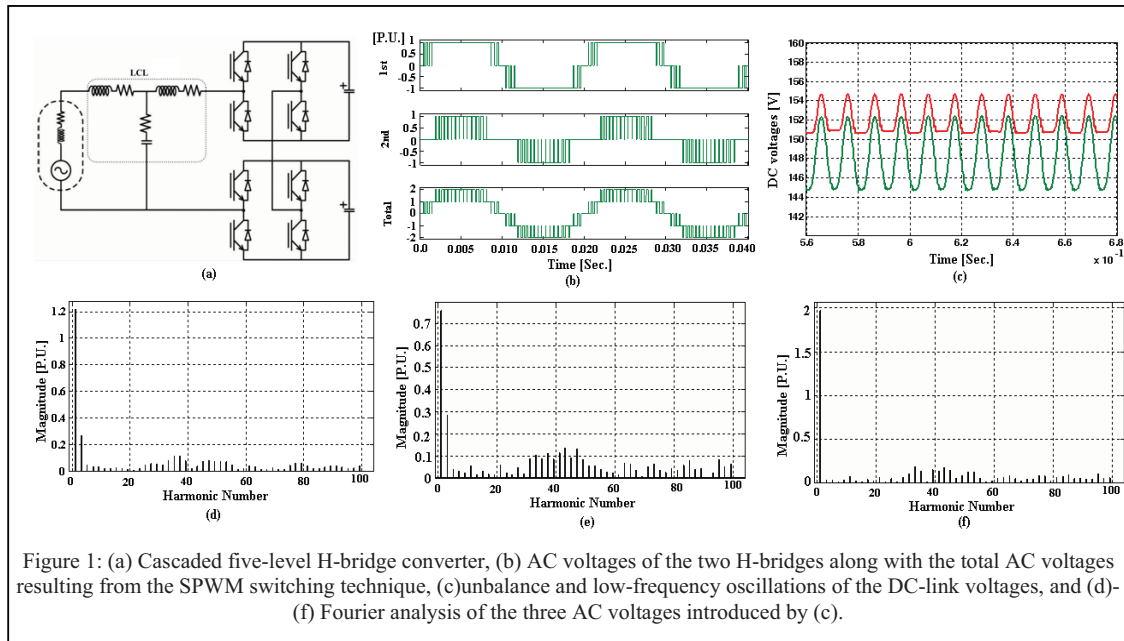 LCL
(a)
[P.U.]
1st
1
0.5
0
-0.5
-1
2nd
1
0.5
0
-0.5
-1
Total
2
1
0
-1
-2
0.0 0.005 0.010 0.015 0.020 0.025 0.030 0.035 0.040
Time [Sec.]
(b)
DC voltages [V]
160
158
156
154
152
150
148
146
144
142
5.6 5.8 6 6.2 6.4 6.6 6.8
Time [Sec.]
× 10⁻¹
(c)
Magnitude [P.U.]
1.2
1
0.8
0.6
0.4
0.2
0
0 20 40 60 80 100
Harmonic Number
(d)
Magnitude [P.U.]
0.7
0.6
0.5
0.4
0.3
0.2
0.1
0
0 20 40 60 80 100
Harmonic Number
(e)
Magnitude [P.U.]
2
1.5
1
0.5
0
0 20 40 60 80 100
Harmonic Number
(f)
Figure 1: (a) Cascaded five-level H-bridge converter, (b) AC voltages of the two H-bridges along with the total AC voltages
resulting from the SPWM switching technique, (c)unbalance and low-frequency oscillations of the DC-link voltages, and (d)-
(f) Fourier analysis of the three AC voltages introduced by (c).